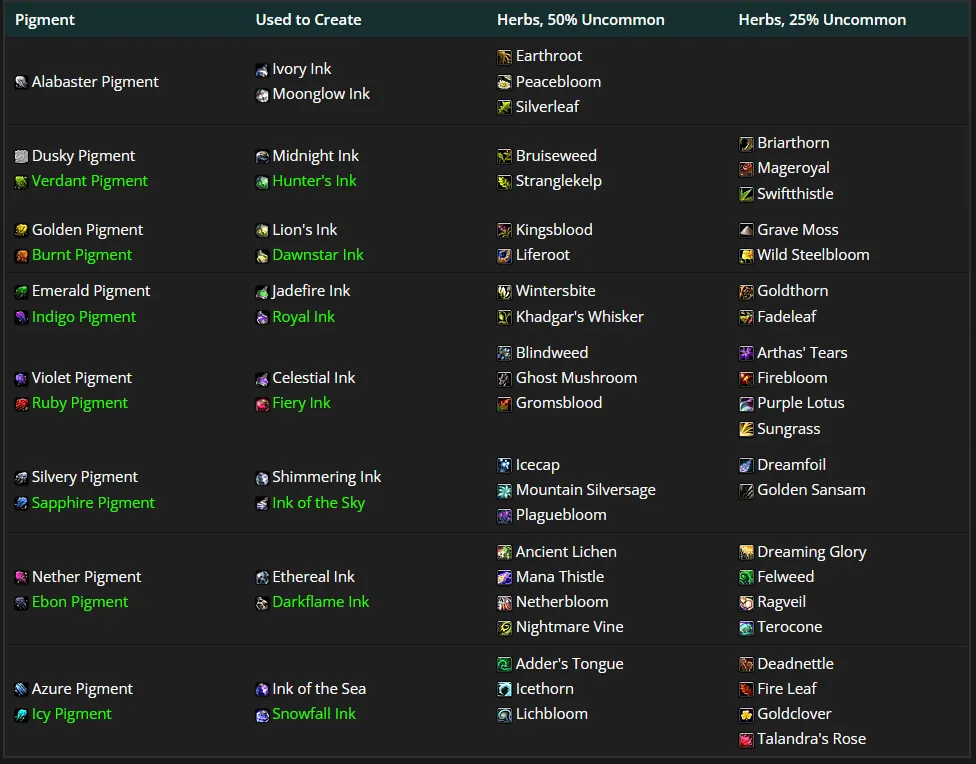 Pigment Used to Create Herbs, 50% Uncommon Herbs, 25% Uncommon
Alabaster Pigment
Ivory Ink
Moonglow Ink
Earthroot
Peacebloom
Silverleaf
Dusky Pigment
Verdant Pigment
Midnight Ink
Hunter's Ink
Bruiseweed
Stranglekelp
Briarthorn
Mageroyal
Swiftthistle
Golden Pigment
Burnt Pigment
Lion's Ink
Dawnstar Ink
Kingsblood
Liferoot
Grave Moss
Wild Steelbloom
Emerald Pigment
Indigo Pigment
Jadefire Ink
Royal Ink
Wintersbite
Khadgar's Whisker
Goldthorn
Fadeleaf
Violet Pigment
Ruby Pigment
Celestial Ink
Fiery Ink
Blindweed
Ghost Mushroom
Gromsblood
Arthas' Tears
Firebloom
Purple Lotus
Sungrass
Silvery Pigment
Sapphire Pigment
Shimmering Ink
Ink of the Sky
Icecap
Mountain Silversage
Plaguebloom
Dreamfoil
Golden Sansam
Nether Pigment
Ebon Pigment
Ethereal Ink
Darkflame Ink
Ancient Lichen
Mana Thistle
Netherbloom
Nightmare Vine
Dreaming Glory
Felweed
Ragveil
Terocone
Azure Pigment
Icy Pigment
Ink of the Sea
Snowfall Ink
Adder's Tongue
Icethorn
Lichbloom
Deadnettle
Fire Leaf
Goldclover
Talandra's Rose